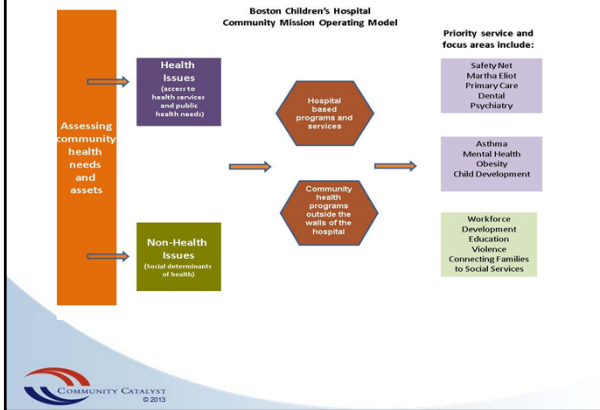 Boston Children's Hospital
Community Mission Operating Model
Priority service and
focus areas include:
Assessing
community
health
needs
and
assets
Health
Issues
(access to
health services
and public
health needs)
Non-Health
Issues
(Social determinants
of health)
Hospital
based
programs and
services
Community
health
programs
outside the
walls of the
hospital
Safety Net
Martha Eliot
Primary Care
Dental
Psychiatry
Asthma
Mental Health
Obesity
Child Development
Workforce
Development
Education
Violence
Connecting Families
to Social Services
COMMUNITY CATALYST
© 2013